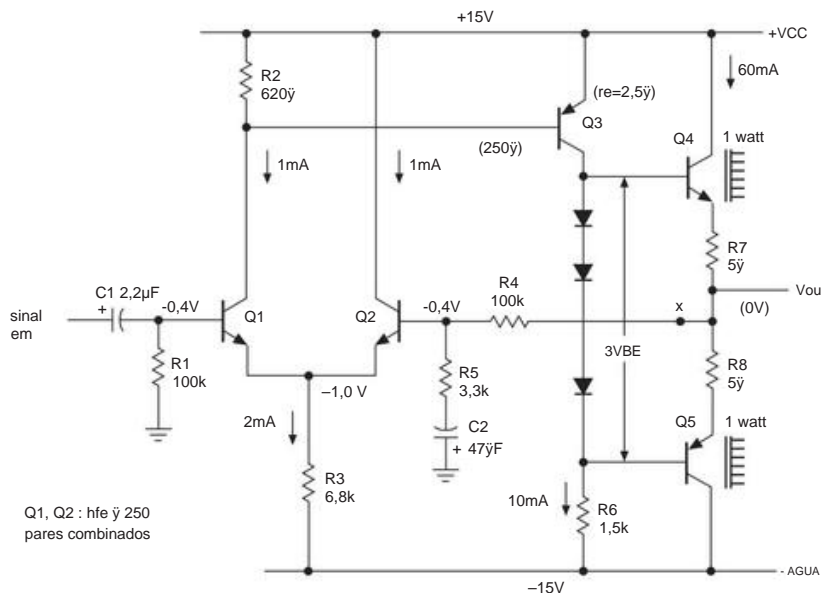 +15V
+VCC
R2
620ÿ
60mA
(re=2,5ÿ)
Q3
Q4
1 watt
(250ÿ)
1mA
1mA
R7
5ÿ
C1 2,2µF
+
-0,4V
R4
100k
-0,4V
x
Vou
(0V)
sinal
em
Q1
Q2
3VBE
R8
5ÿ
R1
100k
R5
3,3k
–1,0 V
Q5
1 watt
2mA
C2
+ 47ÿF
R3
6,8k
10mA
R6
1,5k
Q1, Q2 : hfe ÿ 250
pares combinados
- AGUA
–15V